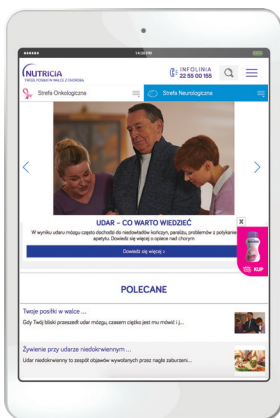 14:30 PM
NUTRICIA
TWOJE POSIŁKI W WALCE Z CHOROBĄ
INFOLINIA
22 55 00 155
Strefa Onkologiczna
Strefa Neurologiczna
UDAR – CO WARTO WIEDZIEĆ
W wyniku udaru mózgu często dochodzi do niedowładów kończyn, paraliżu, problemów z połykaniem
apetytu. Dowiedz się więcej o opiece nad chorym
Dowiedz się więcej ›
X
KUP
POLECANE
Twoje posiłki w walce ...
Gdy Twój bliski przeszedł udar mózgu, czasem ciężko jest mu mówić i j...
Żywienie przy udarze niedokrwiennym ...
Udar niedokrwienny to zespół objawów wywołanych przez nagłe zaburzeni...